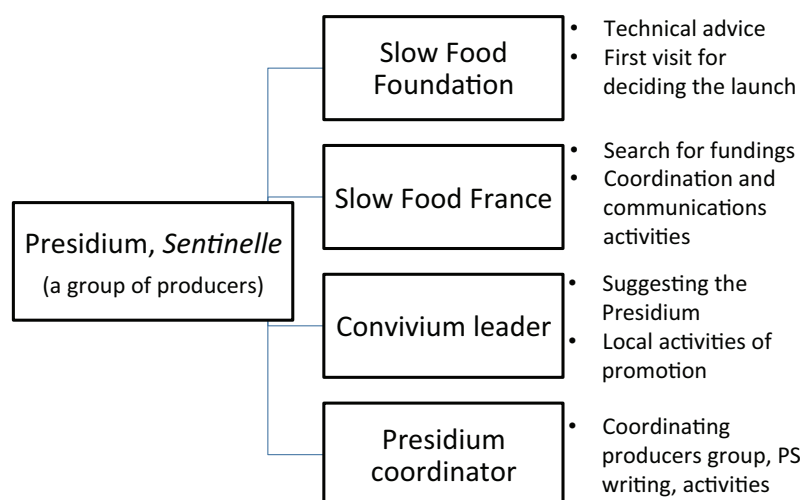 Presidium, Sentinelle
(a group of producers)
Slow Food
Foundation
• Technical advice
• First visit for
deciding the launch
Slow Food France
• Search for fundings
• Coordination and
communications
activities
Convivium leader
• Suggesting the
Presidium
• Local activities of
promotion
Presidium
coordinator
• Coordinating
producers group, PS
writing, activities